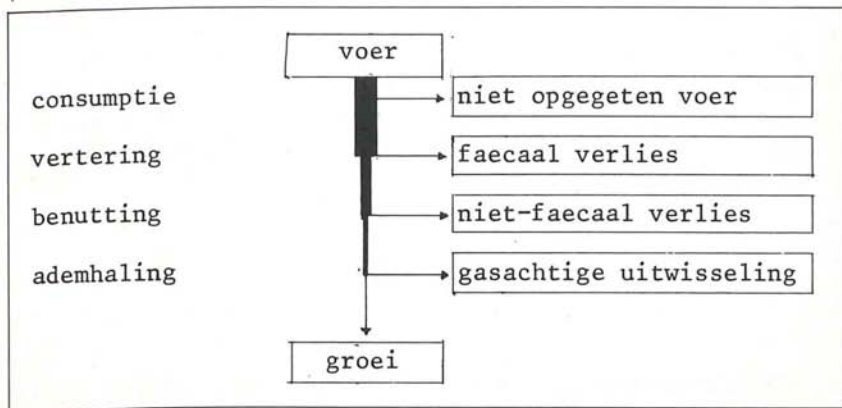 voer
consumptie niet opgegeten voer
vertering faecaal verlies
benutting niet-faecaal verlies
ademhaling gasachtige uitwisseling
groei